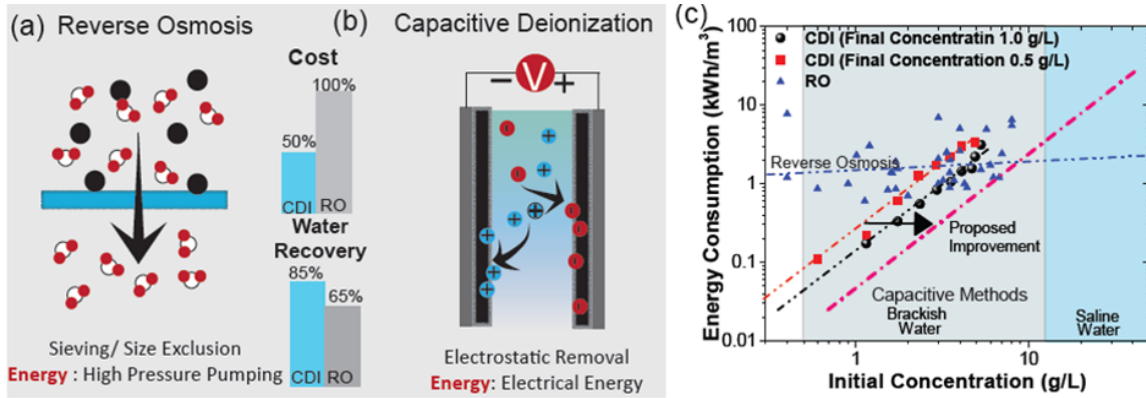 (a) Reverse Osmosis
Cost
100%
50%
CDI RO
Water
Recovery
85%
65%
CDI RO
Sieving/ Size Exclusion
Energy : High Pressure Pumping
(b) Capacitive Deionization
− V +
Electrostatic Removal
Energy: Electrical Energy
(c)
Energy Consumption (kWh/m³)
100
10
1
0.1
0.01
CDI (Final Concentratin 1.0 g/L)
CDI (Final Concentration 0.5 g/L)
RO
Reverse Osmosis
Proposed
Improvement
Capacitive Methods
Brackish
Water
Saline
Water
1
10
Initial Concentration (g/L)